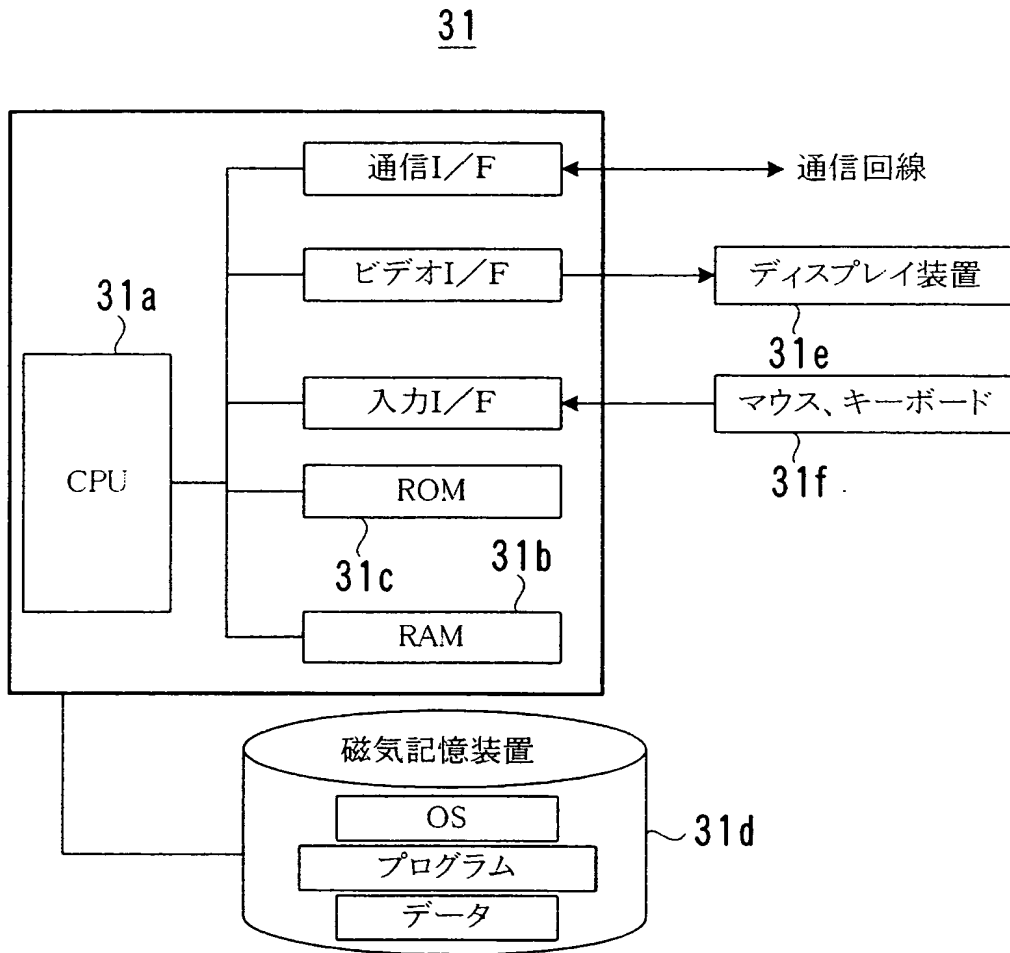 31
通信I/F
通信回線
ビデオI/F
ディスプレイ装置
31a
31e
入力I/F
マウス、キーボード
31f
CPU
ROM
31c
31b
RAM
磁気記憶装置
OS
31d
プログラム
データ